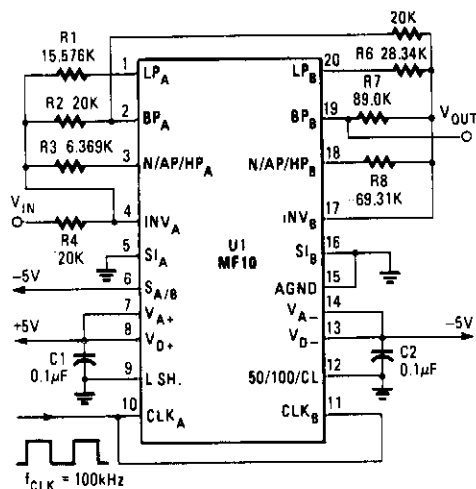 R1
15.576K
R2 20K
R3 6.369K
VIN
R4
20K
-5V
+5V
C1
0.1µF
fCLK = 100kHz
1
2
3
4
5
6
7
8
9
10
LPA
BPA
N/AP/HPA
INVA
SIA
SA/B
VA+
VD+
LSH.
CLKA
U1
MF10
LPB
BPB
N/AP/HPB
INVB
SIB
AGND
VA-
VD-
50/100/CL
CLKB
20
19
18
17
16
15
14
13
12
11
20K
R6 28.34K
R7
89.0K
VOUT
R8
69.31K
-5V
C2
0.1µF